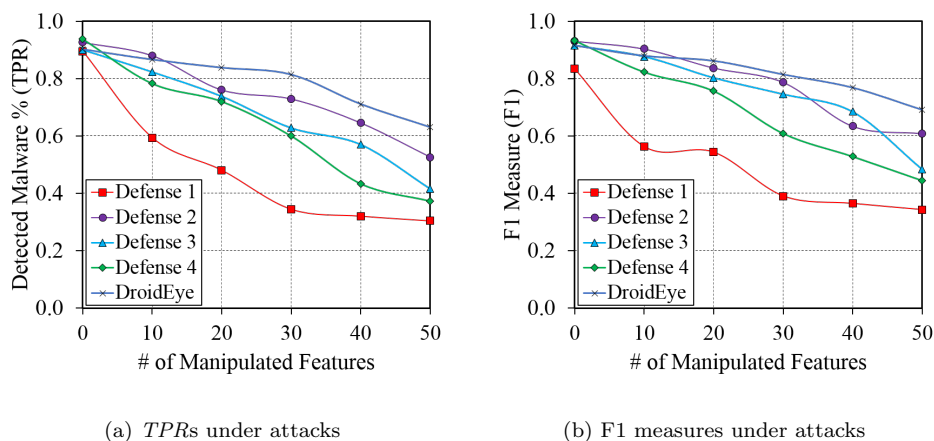 1.0
0.8
0.6
0.4
0.2
0.0
Detected Malware % (TPR)
Defense 1
Defense 2
Defense 3
Defense 4
DroidEye
0 10 20 30 40 50
# of Manipulated Features
(a) TPRs under attacks
1.0
0.8
0.6
0.4
0.2
0.0
F1 Measure (F1)
Defense 1
Defense 2
Defense 3
Defense 4
DroidEye
0 10 20 30 40 50
# of Manipulated Features
(b) F1 measures under attacks